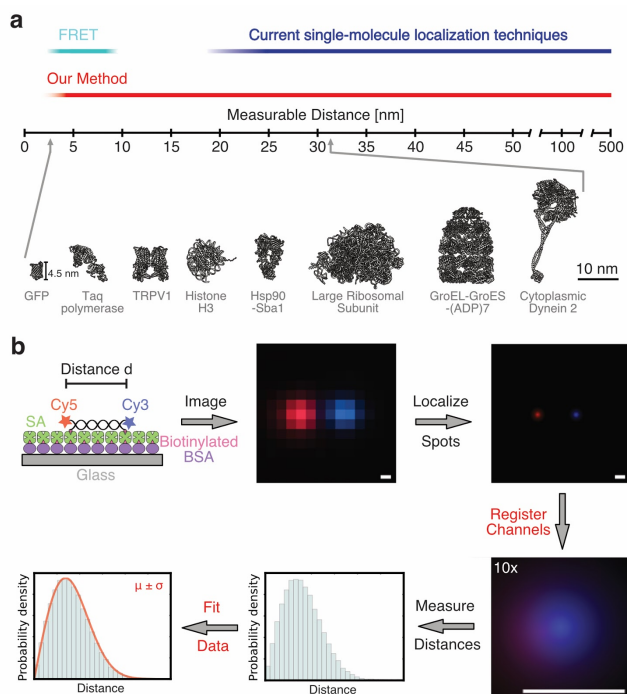 a
FRET
Current single-molecule localization techniques
Our Method
Measurable Distance [nm]
0 5 10 15 20 25 30 35 40 45 50 100 500
4.5 nm
10 nm
GFP
Taq
polymerase
TRPV1
Histone
H3
Hsp90
-Sba1
Large Ribosomal
Subunit
GroEL-GroES
-(ADP)7
Cytoplasmic
Dynein 2
b
Distance d
Cy5
Cy3
SA
Biotinylated
BSA
Glass
Image
Localize
Spots
Register
Channels
10x
Measure
Distances
Probability density
Distance
Fit
Data
μ ± σ
Probability density
Distance